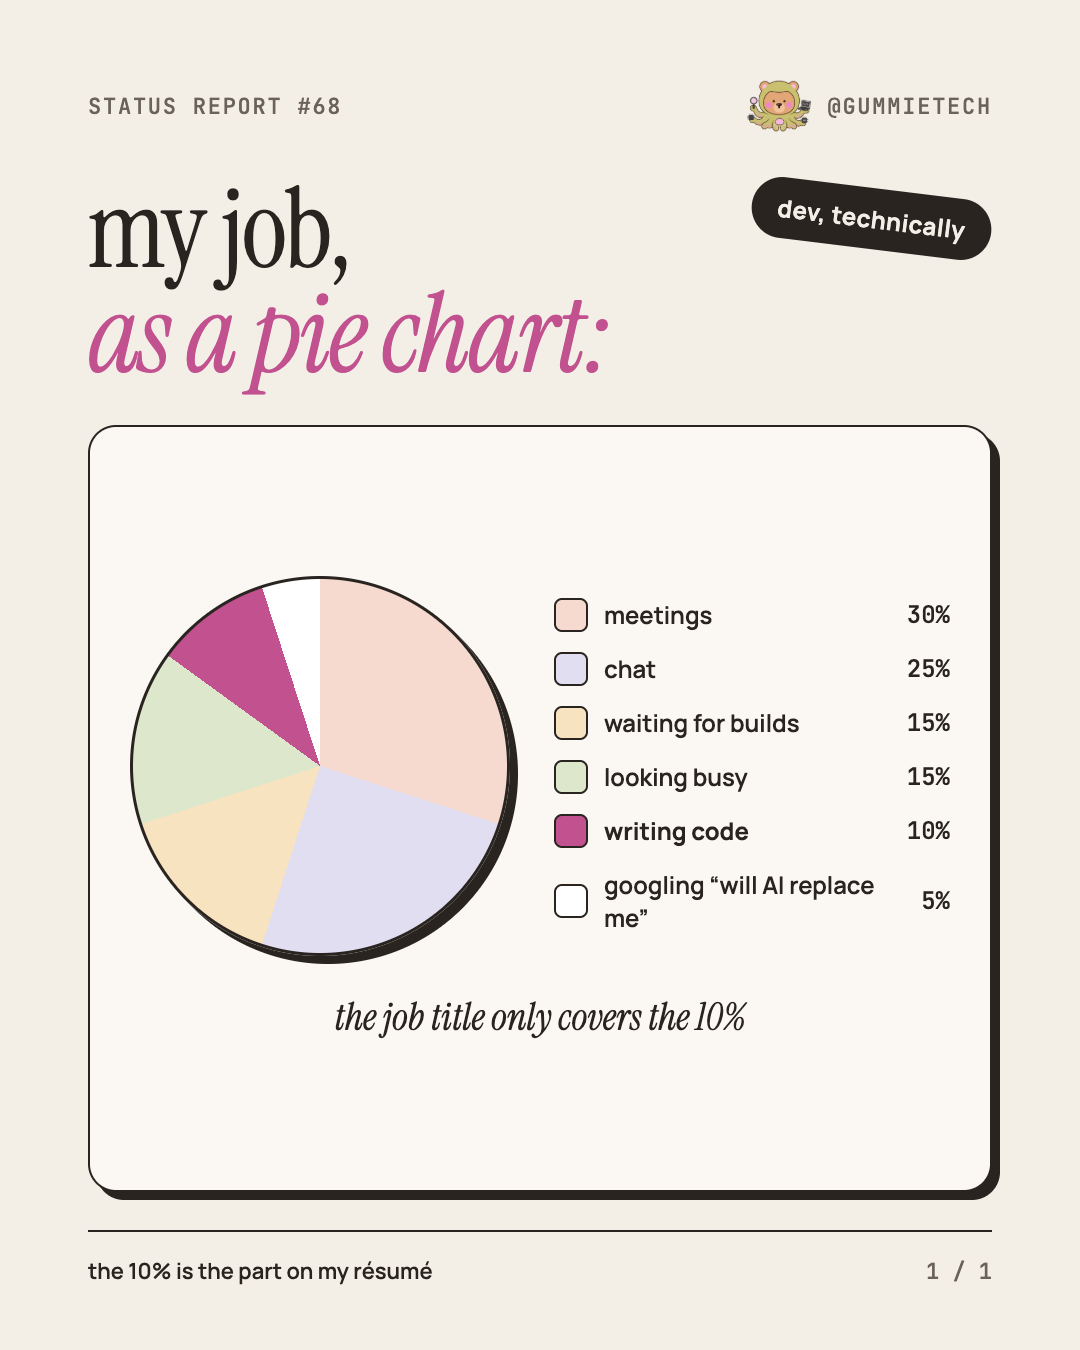 STATUS REPORT #68
@GUMMIETECH
dev, technically
my job,
as a pie chart:
meetings 30%
chat 25%
waiting for builds 15%
looking busy 15%
writing code 10%
googling “will AI replace
me” 5%
the job title only covers the 10%
the 10% is the part on my résumé
1 / 1